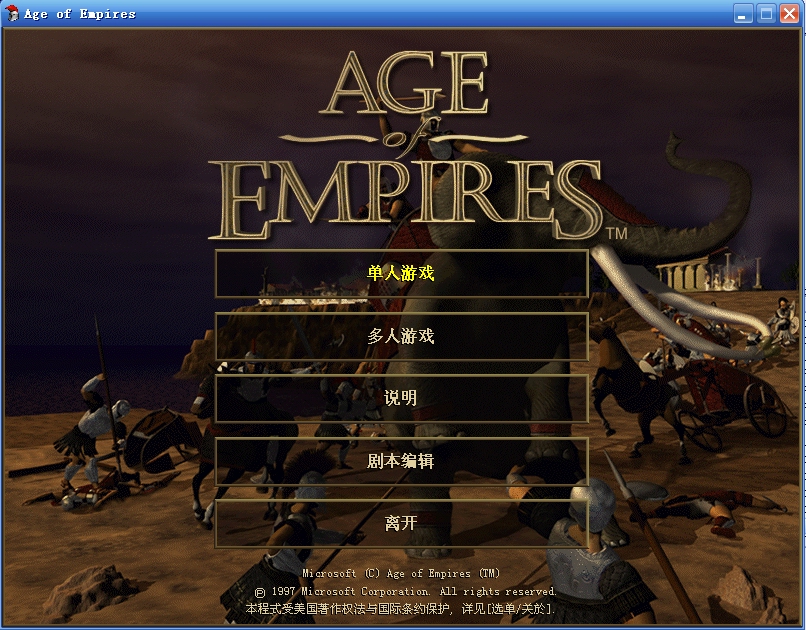 Age of Empires
AGE
of
EMPIRES TM
单人游戏
多人游戏
说明
剧本编辑
离开
Microsoft (C) Age of Empires (TM)
℗ 1997 Microsoft Corporation. All rights reserved.
本程式受美国著作权法与国际条约保护, 详见[选单/关於].